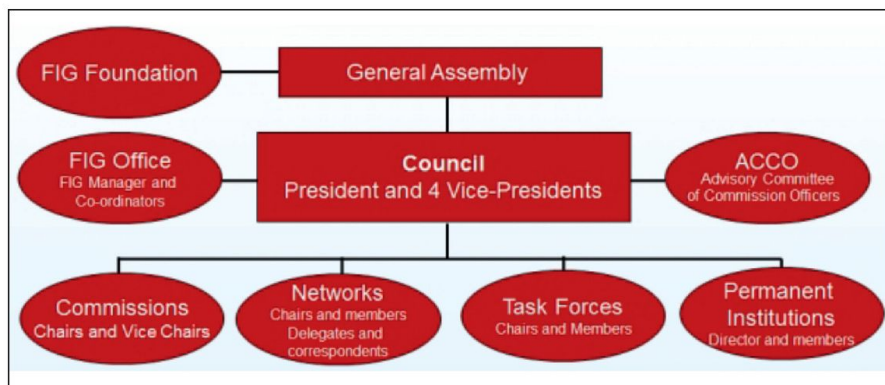 FIG Foundation
General Assembly
FIG Office
FIG Manager and
Co-ordinators
Council
President and 4 Vice-Presidents
ACCO
Advisory Committee
of Commission Officers
Commissions
Chairs and Vice Chairs
Networks
Chairs and members
Delegates and
correspondents
Task Forces
Chairs and Members
Permanent
Institutions
Director and members